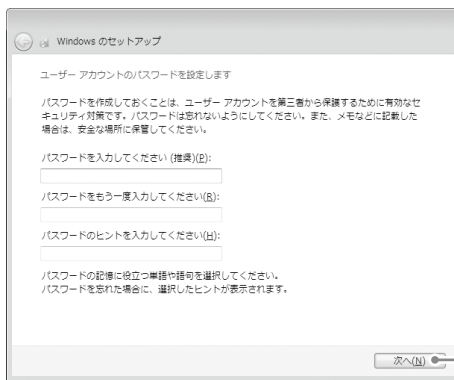 Windows のセットアップ
ユーザー アカウントのパスワードを設定します
パスワードを作成しておくことは、ユーザー アカウントを第三者から保護するために有効なセ
キュリティ対策です。パスワードは忘れないようにしてください。また、メモなどに記載した
場合は、安全な場所に保管してください。
パスワードを入力してください (推奨)(P):
パスワードをもう一度入力してください(R):
パスワードのヒントを入力してください(H):
パスワードの記憶に役立つ単語や語句を選択してください。
パスワードを忘れた場合に、選択したヒントが表示されます。
次へ(N)